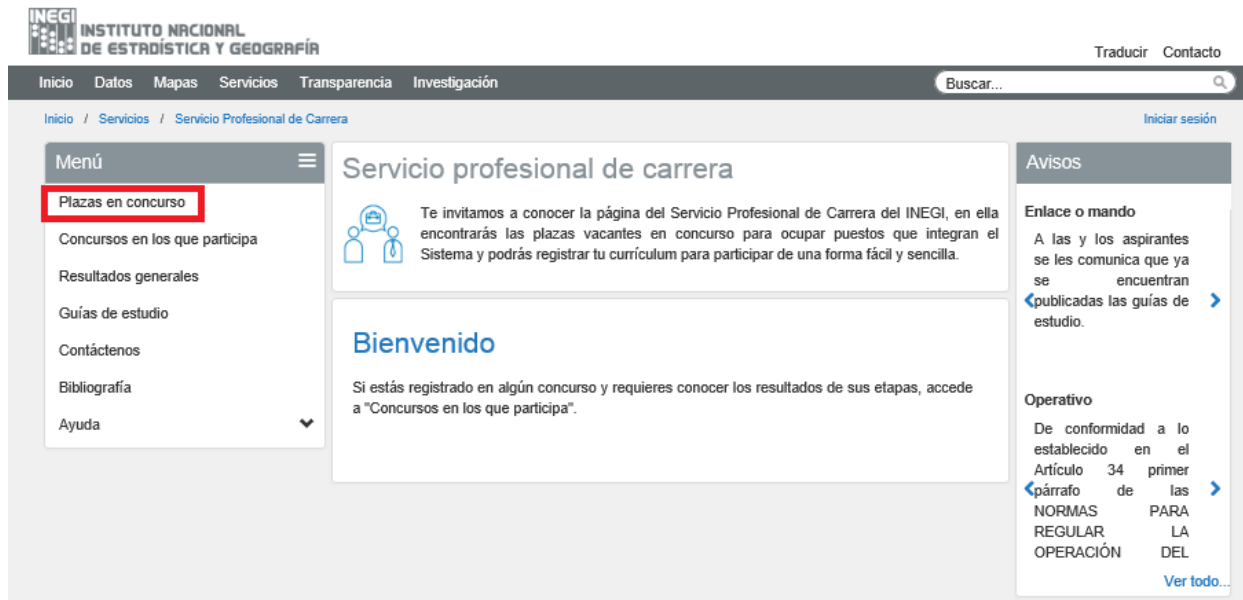 INEGI
INSTITUTO NACIONAL
DE ESTADÍSTICA Y GEOGRAFÍA
Traducir Contacto
Inicio Datos Mapas Servicios Transparencia Investigación
Buscar...
Inicio / Servicios / Servicio Profesional de Carrera
Iniciar sesión
Menú
Plazas en concurso
Concursos en los que participa
Resultados generales
Guías de estudio
Contáctenos
Bibliografía
Ayuda
Servicio profesional de carrera
Te invitamos a conocer la página del Servicio Profesional de Carrera del INEGI, en ella
encontrarás las plazas vacantes en concurso para ocupar puestos que integran el
Sistema y podrás registrar tu currículum para participar de una forma fácil y sencilla.
Bienvenido
Si estás registrado en algún concurso y requieres conocer los resultados de sus etapas, accede
a "Concursos en los que participa".
Avisos
Enlace o mando
A las y los aspirantes
se les comunica que ya
se encuentran
publicadas las guías de
estudio.
Operativo
De conformidad a lo
establecido en el
Artículo 34 primer
párrafo de las
NORMAS PARA
REGULAR LA
OPERACIÓN DEL
Ver todo...